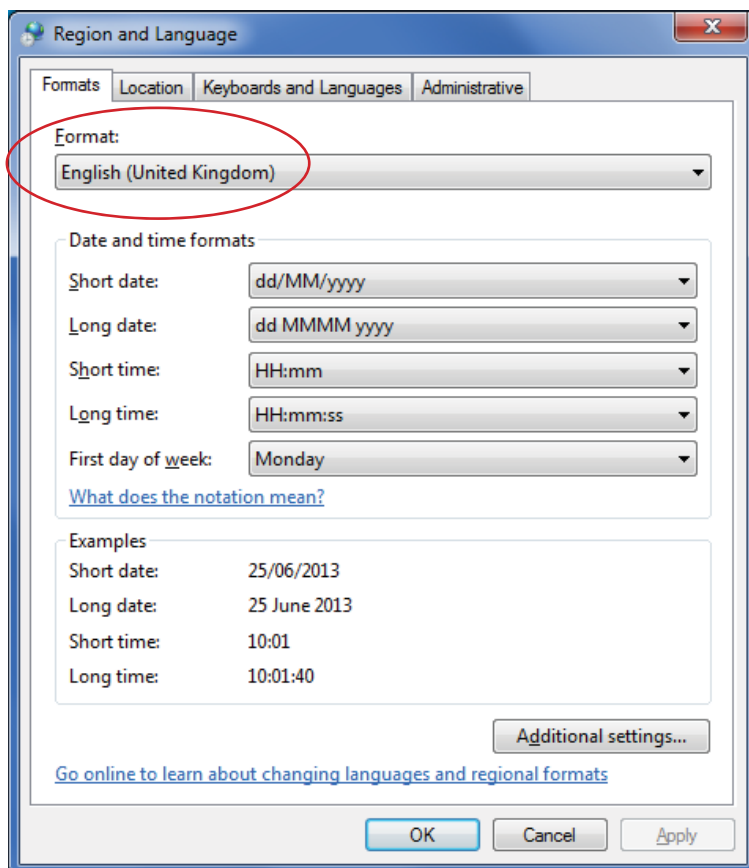 Region and Language
Formats Location Keyboards and Languages Administrative
Format:
English (United Kingdom)
Date and time formats
Short date: dd/MM/yyyy
Long date: dd MMMM yyyy
Short time: HH:mm
Long time: HH:mm:ss
First day of week: Monday
What does the notation mean?
Examples
Short date: 25/06/2013
Long date: 25 June 2013
Short time: 10:01
Long time: 10:01:40
Additional settings...
Go online to learn about changing languages and regional formats
OK Cancel Apply